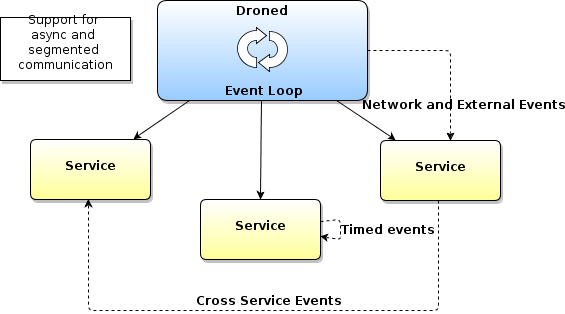 Support for
async and
segmented
communication
Droned
Event Loop
Network and External Events
Service
Service
Service
Timed events
Cross Service Events